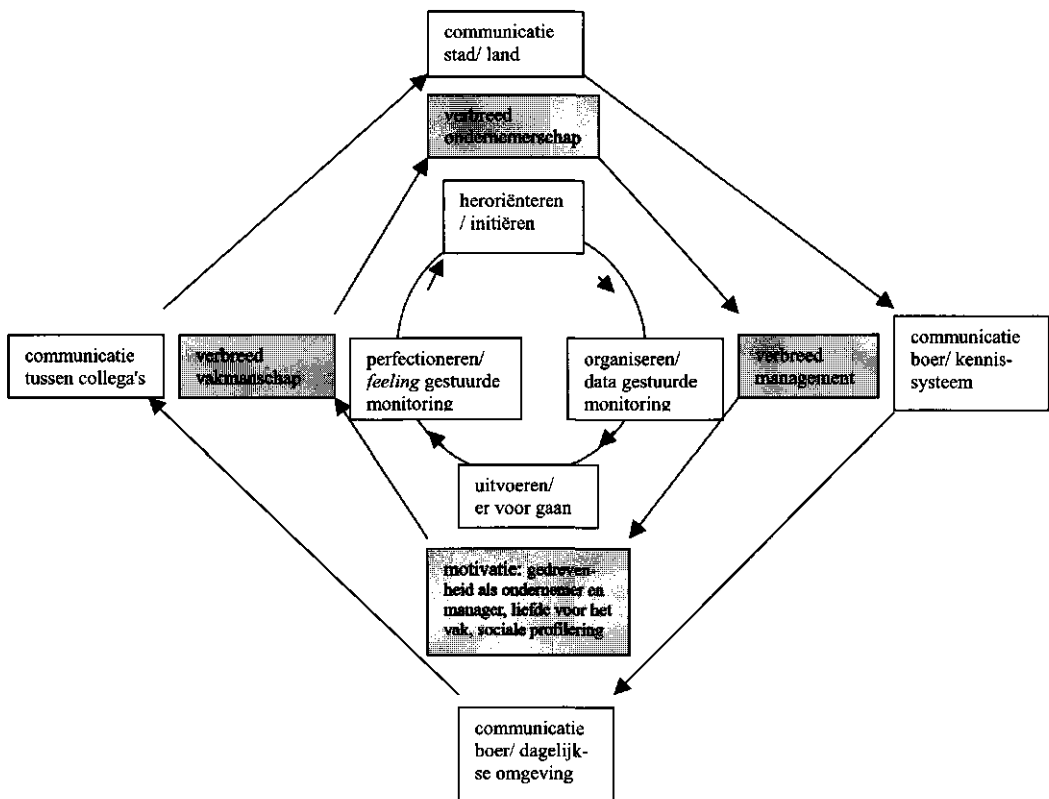 communicatie
stad/ land
verbreed
ondernemerschap
heroriënteren
/ initiëren
communicatie
tussen collega's
verbreed
vakmanschap
perfectioneren/
feeling gestuurde
monitoring
organiseren/
data gestuurde
monitoring
verbreed
management
communicatie
boer/ kennis-
systeem
uitvoeren/
er voor gaan
motivatie: gedreven-
heid als ondernemer en
manager, liefde voor het
vak, sociale profilering
communicatie
boer/ dagelijk-
se omgeving